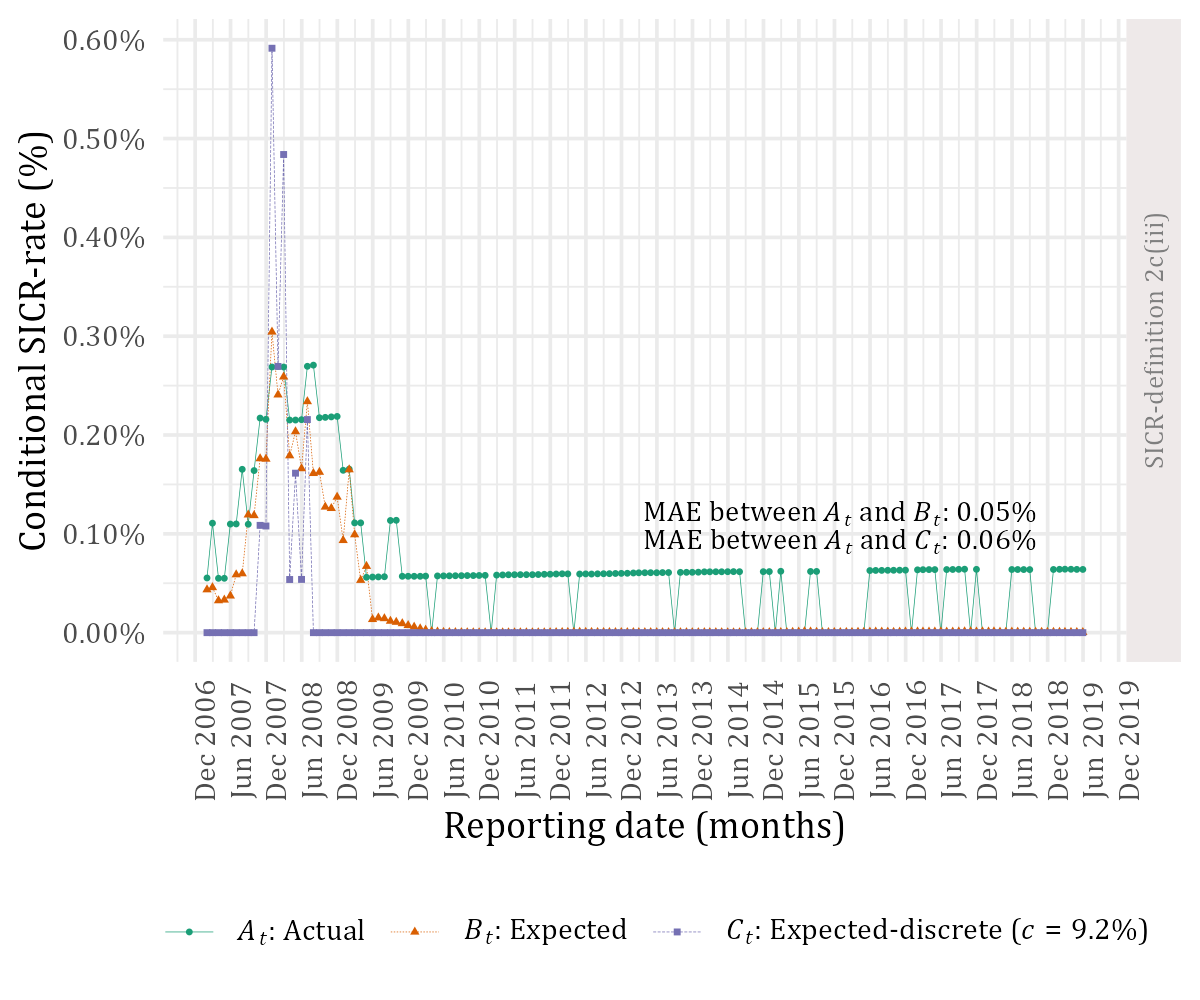 Conditional SICR-rate (%)
0.60%
0.50%
0.40%
0.30%
0.20%
0.10%
0.00%
MAE between A_t and B_t: 0.05%
MAE between A_t and C_t: 0.06%
SICR-definition 2c(iii)
Dec 2006
Jun 2007
Dec 2007
Jun 2008
Dec 2008
Jun 2009
Dec 2009
Jun 2010
Dec 2010
Jun 2011
Dec 2011
Jun 2012
Dec 2012
Jun 2013
Dec 2013
Jun 2014
Dec 2014
Jun 2015
Dec 2015
Jun 2016
Dec 2016
Jun 2017
Dec 2017
Jun 2018
Dec 2018
Jun 2019
Dec 2019
Reporting date (months)
A_t: Actual
B_t: Expected
C_t: Expected-discrete (c = 9.2%)